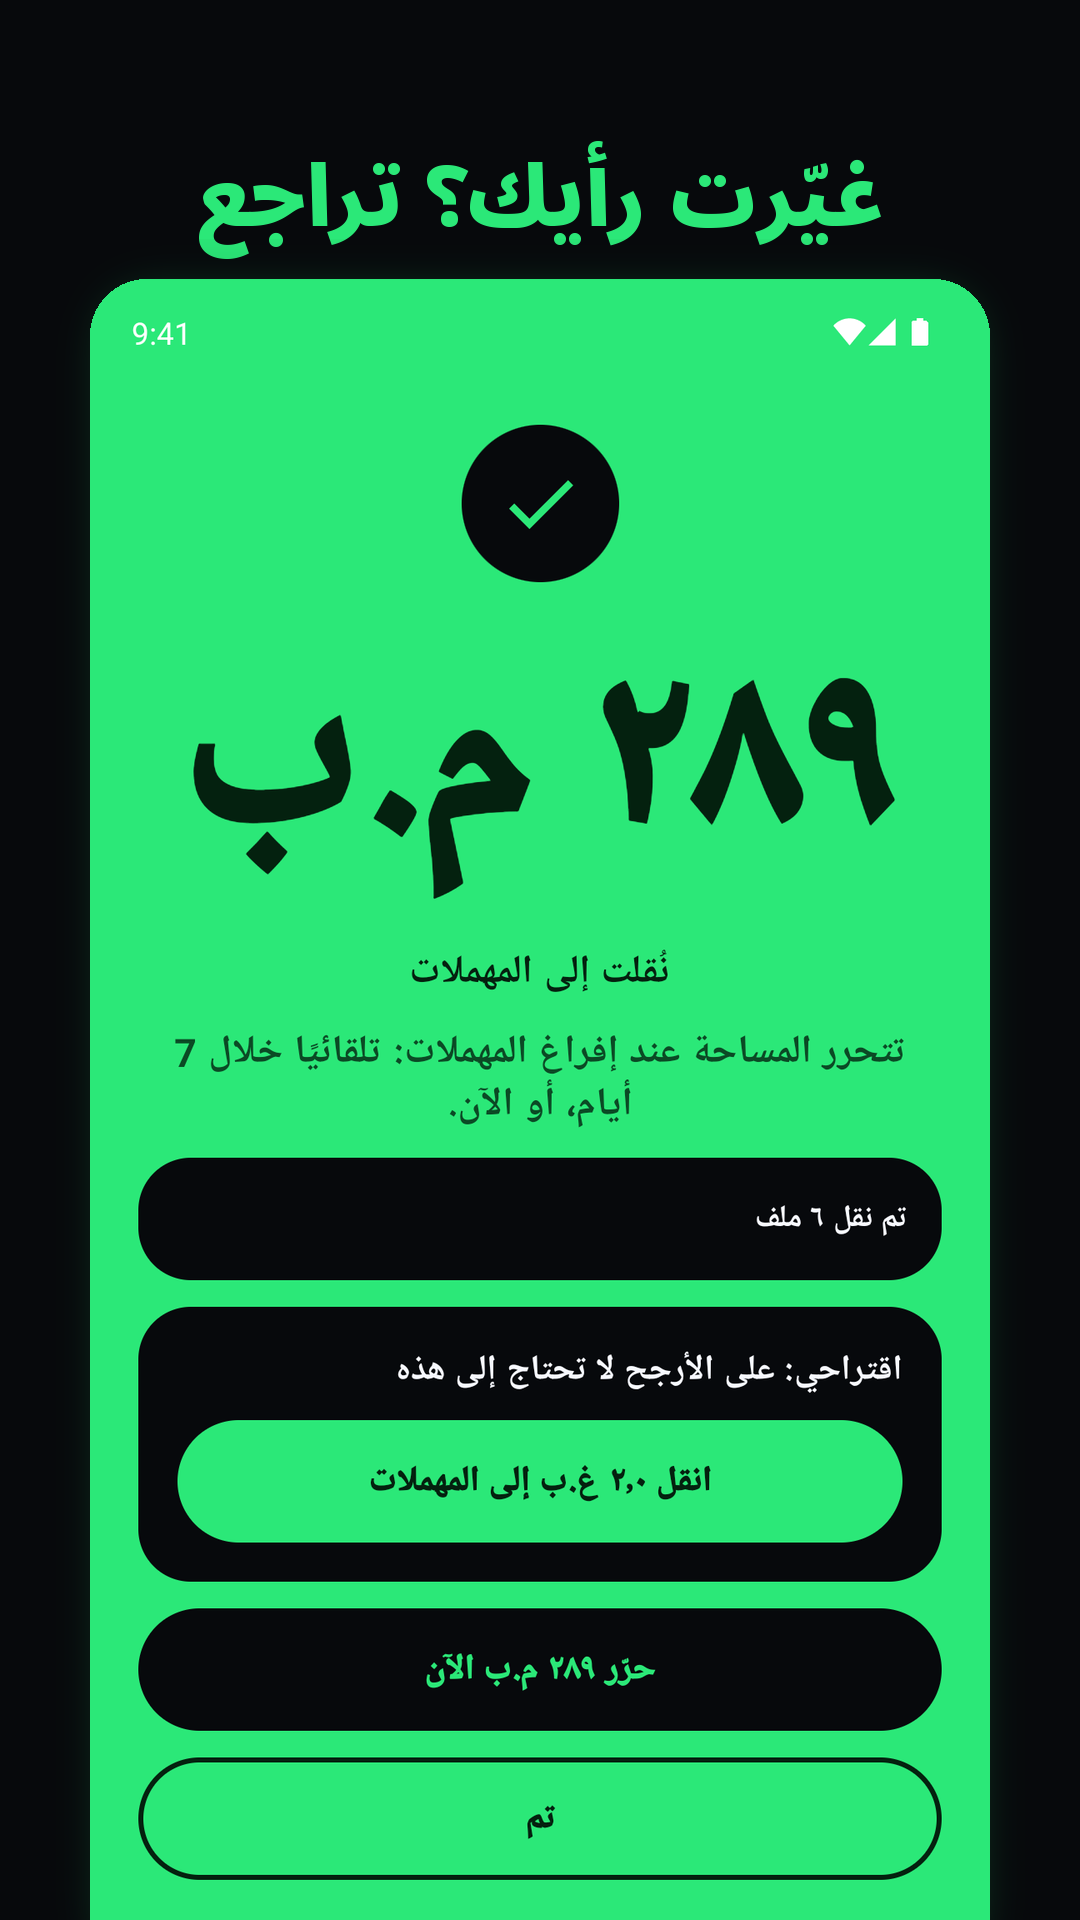 غيّرت رأيك؟ تراجع
9:41
٢٨٩ م.ب
نُقلت إلى المهملات
تتحرر المساحة عند إفراغ المهملات: تلقائيًا خلال 7
أيام، أو الآن.
تم نقل ٦ ملف
اقتراحي: على الأرجح لا تحتاج إلى هذه
انقل ٢٫٠ غ.ب إلى المهملات
حرّر ٢٨٩ م.ب الآن
تم